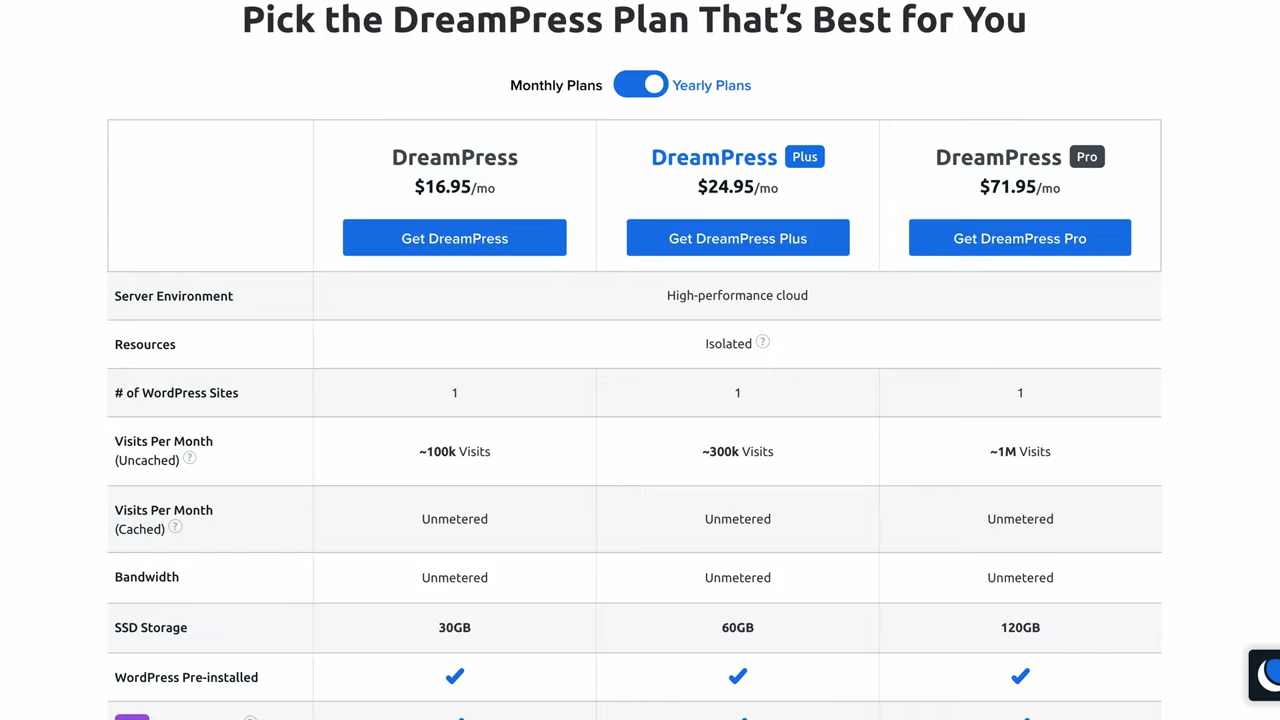 Pick the DreamPress Plan That's Best for You
Monthly Plans Yearly Plans
DreamPress DreamPress Plus DreamPress Pro
$16.95/mo $24.95/mo $71.95/mo
Get DreamPress Get DreamPress Plus Get DreamPress Pro
Server Environment High-performance cloud
Resources Isolated ?
# of WordPress Sites 1 1 1
Visits Per Month
(Uncached) ? ~100k Visits ~300k Visits ~1M Visits
Visits Per Month
(Cached) ? Unmetered Unmetered Unmetered
Bandwidth Unmetered Unmetered Unmetered
SSD Storage 30GB 60GB 120GB
WordPress Pre-installed